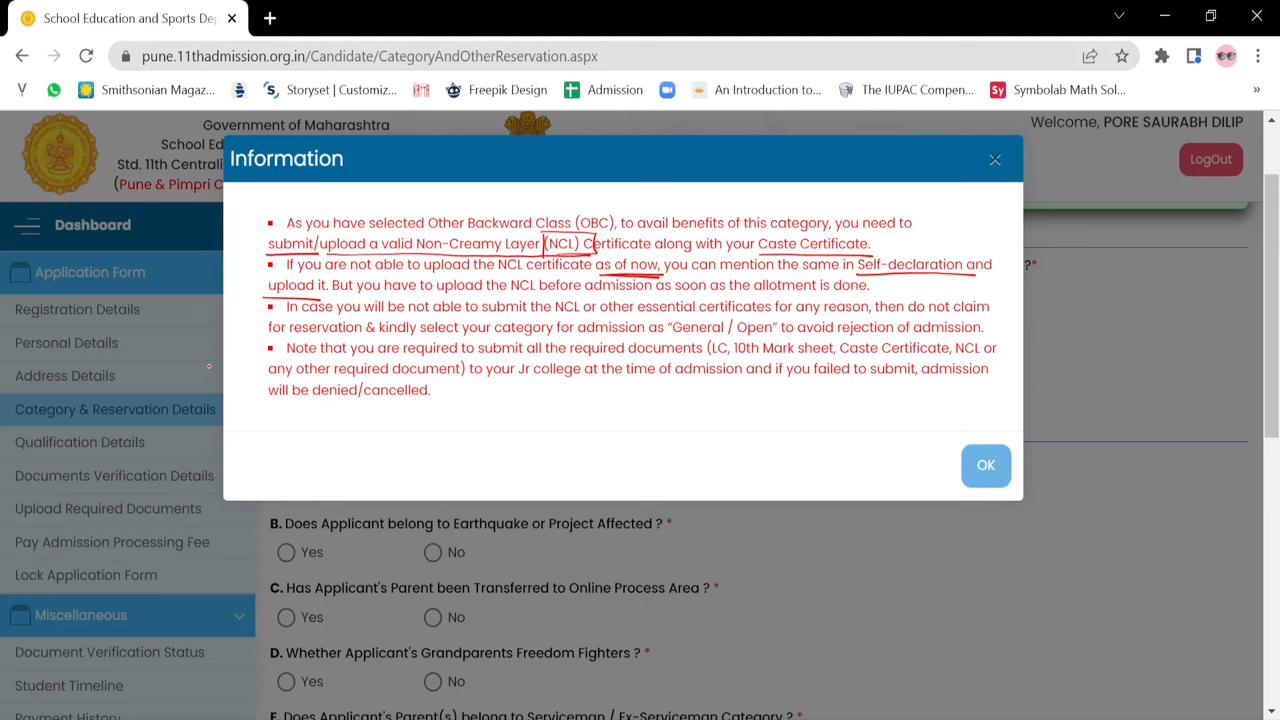 School Education and Sports De
pune.11thadmission.org.in/Candidate/CategoryAndOtherReservation.aspx
Smithsonian Magaz... Storyset | Customiz... Freepik Design Admission An Introduction to... The IUPAC Compen... Symbolab Math Sol... »
Government of Maharashtra
School Ed
Std. 11th Centrali
(Pune & Pimpri C
Welcome, PORE SAURABH DILIP
LogOut
Dashboard
Application Form
Registration Details
Personal Details
Address Details
Category & Reservation Details
Qualification Details
Documents Verification Details
Upload Required Documents
Pay Admission Processing Fee
Lock Application Form
Miscellaneous
Document Verification Status
Student Timeline
Payment History
Information
As you have selected Other Backward Class (OBC), to avail benefits of this category, you need to
submit/upload a valid Non-Creamy Layer (NCL) Certificate along with your Caste Certificate.
If you are not able to upload the NCL certificate as of now, you can mention the same in Self-declaration and
upload it. But you have to upload the NCL before admission as soon as the allotment is done.
In case you will be not able to submit the NCL or other essential certificates for any reason, then do not claim
for reservation & kindly select your category for admission as “General / Open” to avoid rejection of admission.
Note that you are required to submit all the required documents (LC, 10th Mark sheet, Caste Certificate, NCL or
any other required document) to your Jr college at the time of admission and if you failed to submit, admission
will be denied/cancelled.
OK
?*
B. Does Applicant belong to Earthquake or Project Affected ? *
Yes No
C. Has Applicant's Parent been Transferred to Online Process Area ? *
Yes No
D. Whether Applicant's Grandparents Freedom Fighters ? *
Yes No
E. Does Applicant's Parent(s) belong to Serviceman / Ex-Serviceman Category ? *